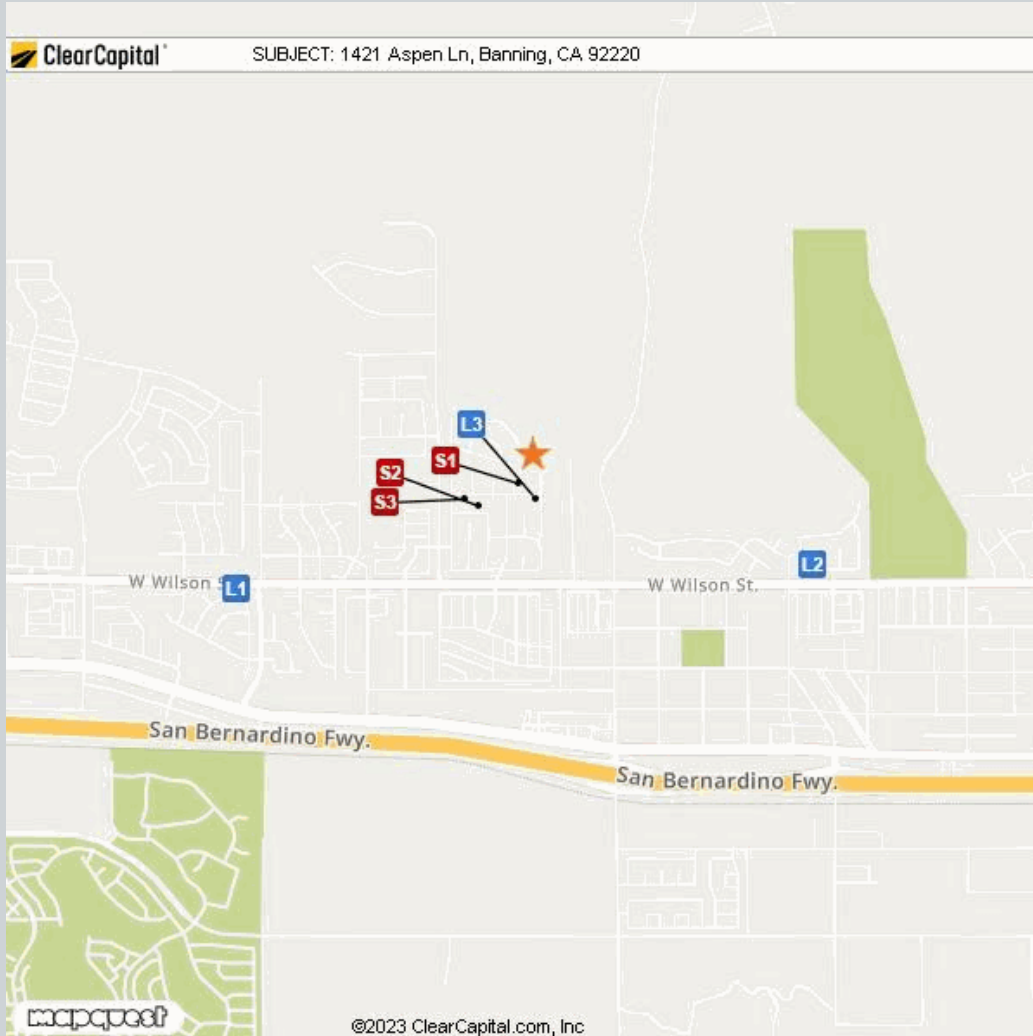 ClearCapital
SUBJECT: 1421 Aspen Ln, Banning, CA 92220
L3
S1
S2
S3
L2
W Wilson S
L1
W Wilson St.
San Bernardino Fwy.
San Bernardino Fwy.
mapquest
©2023 ClearCapital.com, Inc